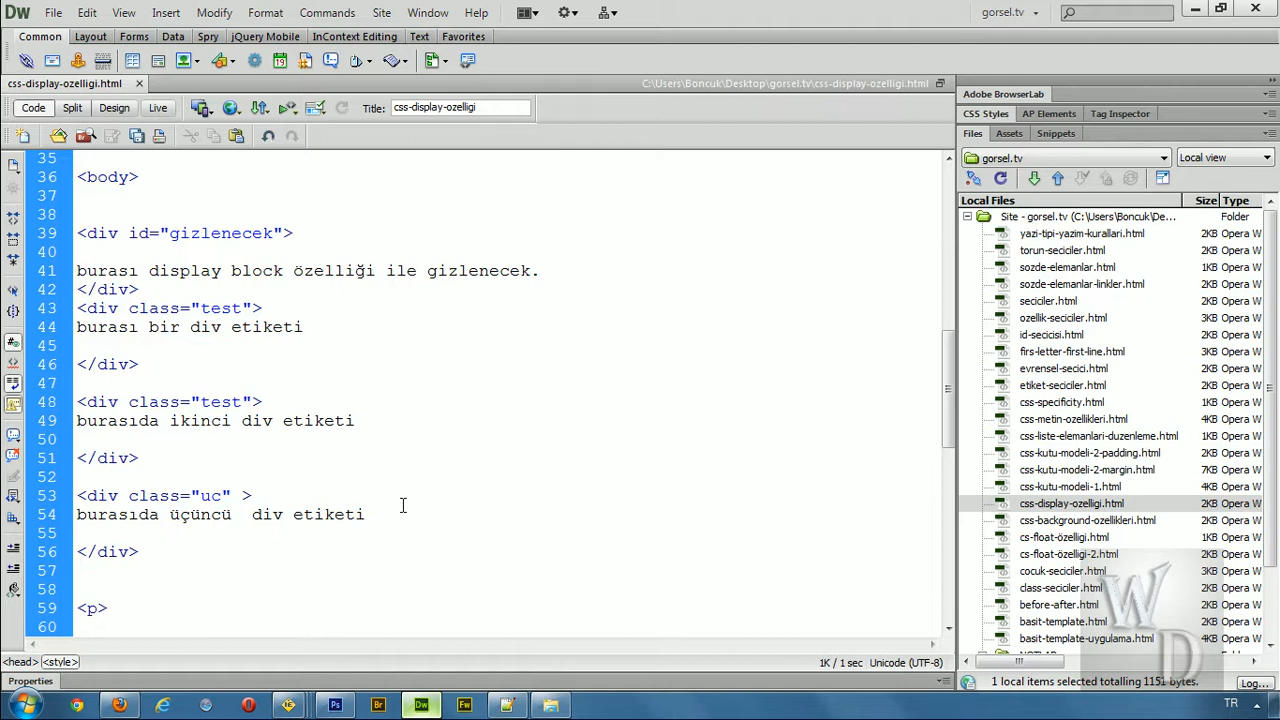 Dw File Edit View Insert Modify Format Commands Site Window Help gorsel.tv
Common Layout Forms Data Spry jQuery Mobile InContext Editing Text Favorites
css-display-ozelligi.html C:\Users\Boncuk\Desktop\gorsel.tv\css-display-ozelligi.html
Code Split Design Live Title: css-display-ozelligi
35
36 <body>
37
38
39 <div id="gizlenecek">
40
41 burası display block özelliği ile gizlenecek.
42 </div>
43 <div class="test">
44 burası bir div etiketi
45
46 </div>
47
48 <div class="test">
49 burasıda ikinci div etiketi
50
51 </div>
52
53 <div class="uc" >
54 burasıda üçüncü  div etiketi
55
56 </div>
57
58
59 <p>
60
<head> <style> 1K / 1 sec Unicode (UTF-8)
Properties
Adobe BrowserLab
CSS Styles AP Elements Tag Inspector
Files Assets Snippets
gorsel.tv Local view
Local Files Size Type
Site - gorsel.tv (C:\Users\Boncuk\De... Folder
yazi-tipi-yazim-kurallari.html 2KB Opera W
torun-seciciler.html 2KB Opera W
sozde-elemanlar.html 2KB Opera W
sozde-elemanlar-linkler.html 2KB Opera W
seciciler.html 2KB Opera W
ozellik-seciciler.html 2KB Opera W
id-secicisi.html 2KB Opera W
firs-letter-first-line.html 2KB Opera W
evrensel-secici.html 2KB Opera W
etiket-seciciler.html 2KB Opera W
css-specificity.html 2KB Opera W
css-metin-ozellikleri.html 4KB Opera W
css-liste-elemanlari-duzenleme.html 1KB Opera W
css-kutu-modeli-2-padding.html 1KB Opera W
css-kutu-modeli-2-margin.html 1KB Opera W
css-kutu-modeli-1.html 4KB Opera W
css-display-ozelligi.html 2KB Opera W
css-background-ozellikleri.html 2KB Opera W
cs-float-özelligi.html 1KB Opera W
cs-float-özelligi-2.html 2KB Opera W
cocuk-seciciler.html 3KB Opera W
class-seciciler.html 3KB Opera W
before-after.html 2KB Opera W
basit-template.html 2KB Opera W
basit-template-uygulama.html 4KB Opera W
WD
1 local items selected totalling 1151 bytes. Log...
Ps Br Dw Fw TR